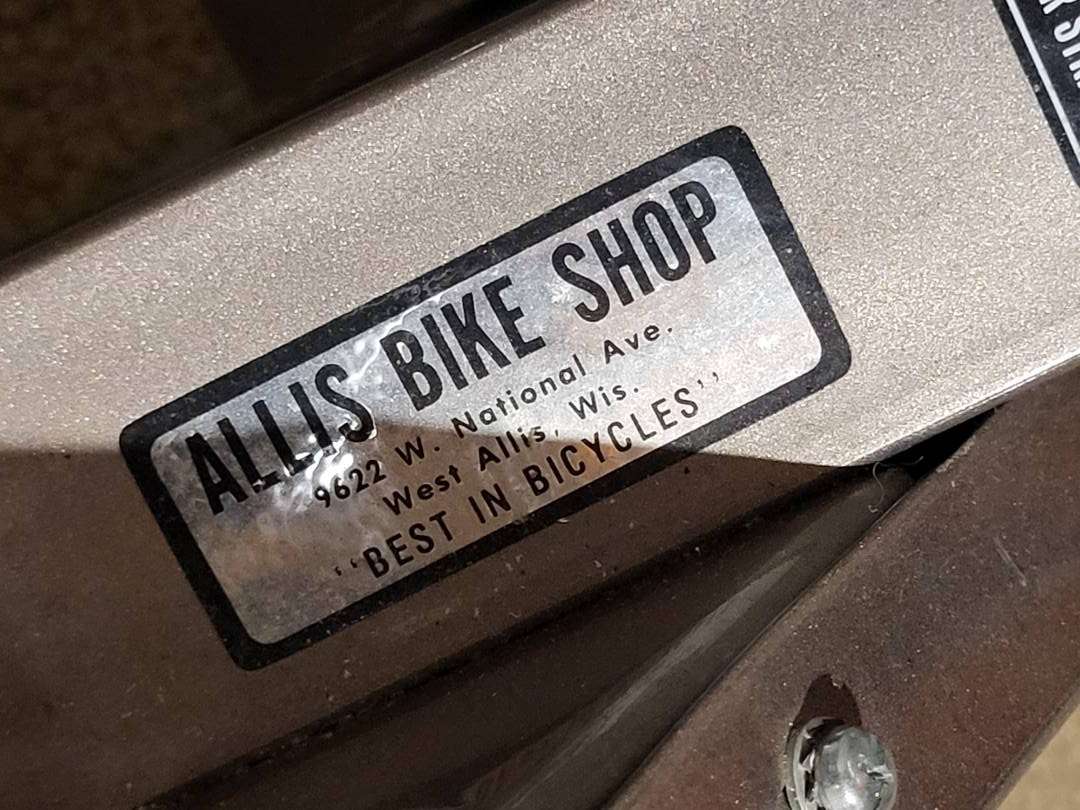 ALLIS BIKE SHOP
9622 W. National Ave.
West Allis, Wis.
"BEST IN BICYCLES"